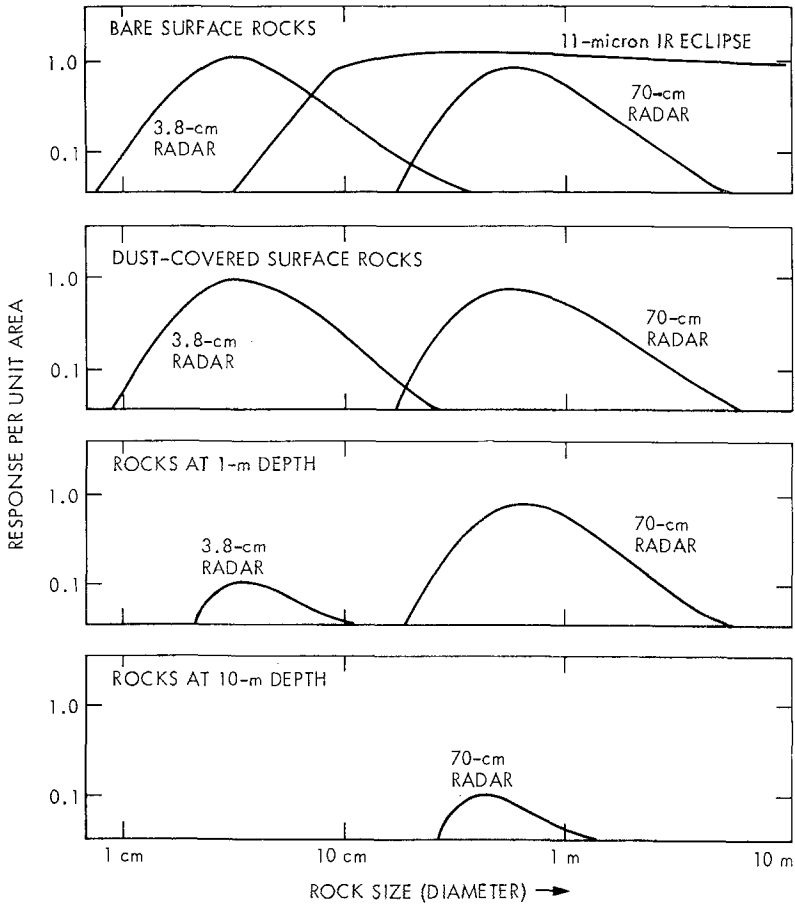 BARE SURFACE ROCKS
11-micron IR ECLIPSE
1.0
0.1
3.8-cm
RADAR
70-cm
RADAR
DUST-COVERED SURFACE ROCKS
1.0
0.1
3.8-cm
RADAR
70-cm
RADAR
RESPONSE PER UNIT AREA
ROCKS AT 1-m DEPTH
1.0
0.1
3.8-cm
RADAR
70-cm
RADAR
ROCKS AT 10-m DEPTH
1.0
0.1
70-cm
RADAR
1 cm
10 cm
1 m
10 m
ROCK SIZE (DIAMETER) →